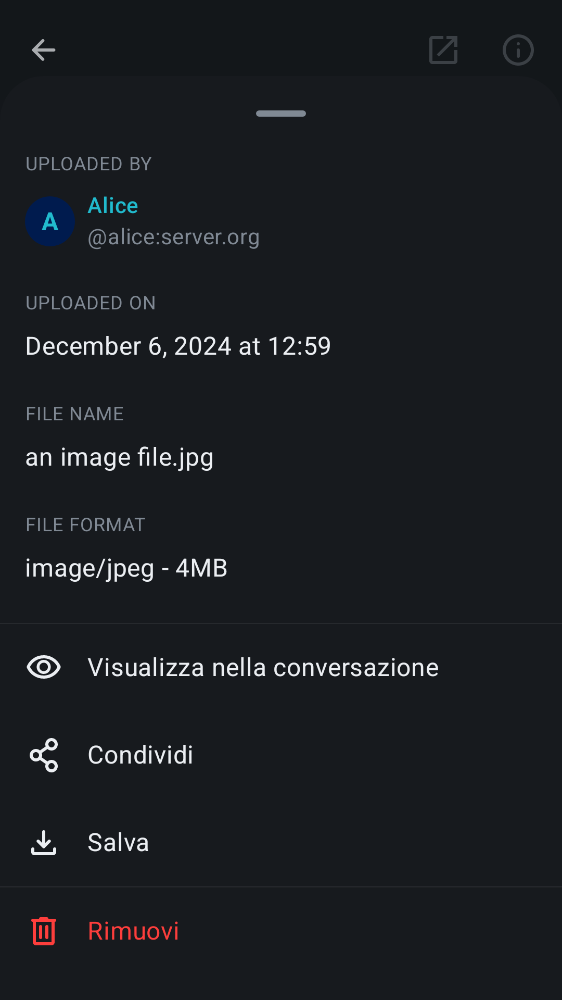 UPLOADED BY
A
Alice
@alice:server.org
UPLOADED ON
December 6, 2024 at 12:59
FILE NAME
an image file.jpg
FILE FORMAT
image/jpeg - 4MB
Visualizza nella conversazione
Condividi
Salva
Rimuovi